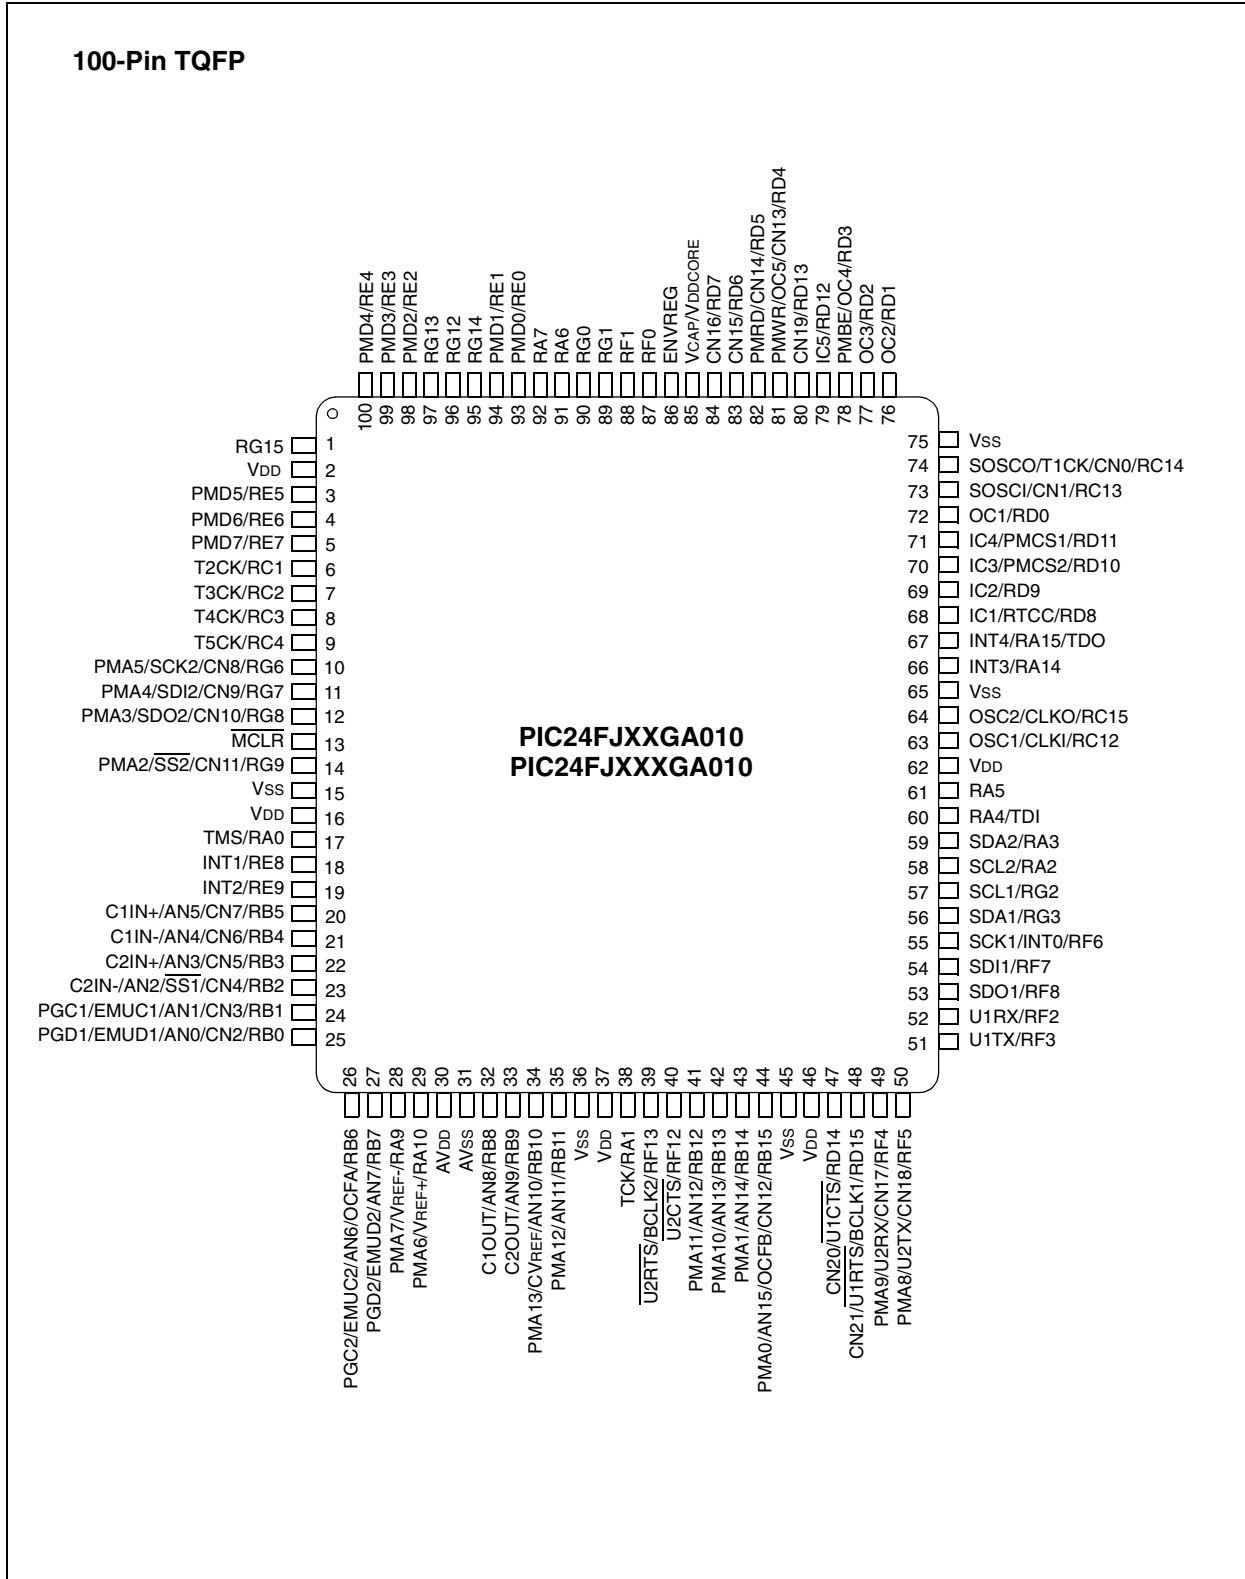 100-Pin TQFP
PMD4/RE4
PMD3/RE3
PMD2/RE2
RG13
RG12
RG14
PMD1/RE1
PMD0/RE0
RA7
RA6
RG0
RG1
RF1
RF0
ENVREG
VCAP/VDDCORE
CN16/RD7
CN15/RD6
PMRD/CN14/RD5
PMWR/OC5/CN13/RD4
CN19/RD13
IC5/RD12
PMBE/OC4/RD3
OC3/RD2
OC2/RD1
100
99
98
97
96
95
94
93
92
91
90
89
88
87
86
85
84
83
82
81
80
79
78
77
76
RG15 1
VDD 2
PMD5/RE5 3
PMD6/RE6 4
PMD7/RE7 5
T2CK/RC1 6
T3CK/RC2 7
T4CK/RC3 8
T5CK/RC4 9
PMA5/SCK2/CN8/RG6 10
PMA4/SDI2/CN9/RG7 11
PMA3/SDO2/CN10/RG8 12
MCLR 13
PMA2/SS2/CN11/RG9 14
VSS 15
VDD 16
TMS/RA0 17
INT1/RE8 18
INT2/RE9 19
C1IN+/AN5/CN7/RB5 20
C1IN-/AN4/CN6/RB4 21
C2IN+/AN3/CN5/RB3 22
C2IN-/AN2/SS1/CN4/RB2 23
PGC1/EMUC1/AN1/CN3/RB1 24
PGD1/EMUD1/AN0/CN2/RB0 25
PIC24FJXXGA010
PIC24FJXXXGA010
75 VSS
74 SOSCO/T1CK/CN0/RC14
73 SOSCI/CN1/RC13
72 OC1/RD0
71 IC4/PMCS1/RD11
70 IC3/PMCS2/RD10
69 IC2/RD9
68 IC1/RTCC/RD8
67 INT4/RA15/TDO
66 INT3/RA14
65 VSS
64 OSC2/CLKO/RC15
63 OSC1/CLKI/RC12
62 VDD
61 RA5
60 RA4/TDI
59 SDA2/RA3
58 SCL2/RA2
57 SCL1/RG2
56 SDA1/RG3
55 SCK1/INT0/RF6
54 SDI1/RF7
53 SDO1/RF8
52 U1RX/RF2
51 U1TX/RF3
26
27
28
29
30
31
32
33
34
35
36
37
38
39
40
41
42
43
44
45
46
47
48
49
50
PGC2/EMUC2/AN6/OCFA/RB6
PGD2/EMUD2/AN7/RB7
PMA7/VREF-/RA9
PMA6/VREF+/RA10
AVDD
AVSS
C1OUT/AN8/RB8
C2OUT/AN9/RB9
PMA13/CVREF/AN10/RB10
PMA12/AN11/RB11
VSS
VDD
TCK/RA1
U2RTS/BCLK2/RF13
U2CTS/RF12
PMA11/AN12/RB12
PMA10/AN13/RB13
PMA1/AN14/RB14
PMA0/AN15/OCFB/CN12/RB15
VSS
VDD
CN20/U1CTS/RD14
CN21/U1RTS/BCLK1/RD15
PMA9/U2RX/CN17/RF4
PMA8/U2TX/CN18/RF5